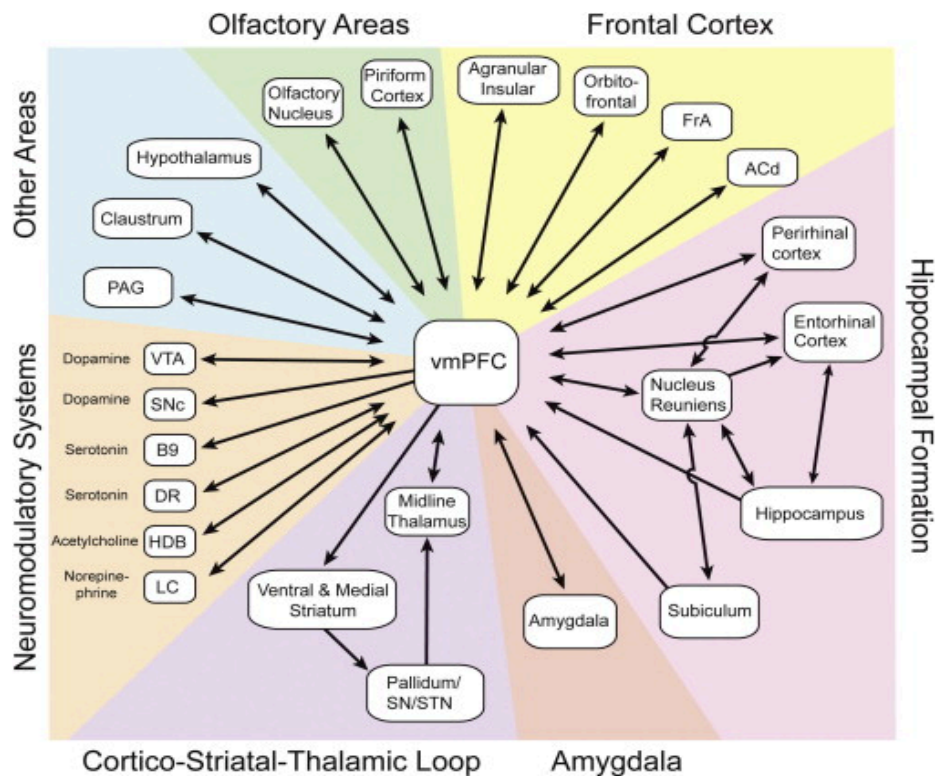 Olfactory Areas
Frontal Cortex
Other Areas
Neuromodulatory Systems
Hippocampal Formation
Olfactory
Nucleus
Piriform
Cortex
Agranular
Insular
Orbito-
frontal
FrA
ACd
Hypothalamus
Claustrum
PAG
Perirhinal
cortex
Entorhinal
Cortex
vmPFC
Nucleus
Reuniens
Hippocampus
Subiculum
Dopamine VTA
Dopamine SNc
Serotonin B9
Serotonin DR
Acetylcholine HDB
Norepine-
phrine LC
Midline
Thalamus
Ventral & Medial
Striatum
Pallidum/
SN/STN
Amygdala
Cortico-Striatal-Thalamic Loop
Amygdala